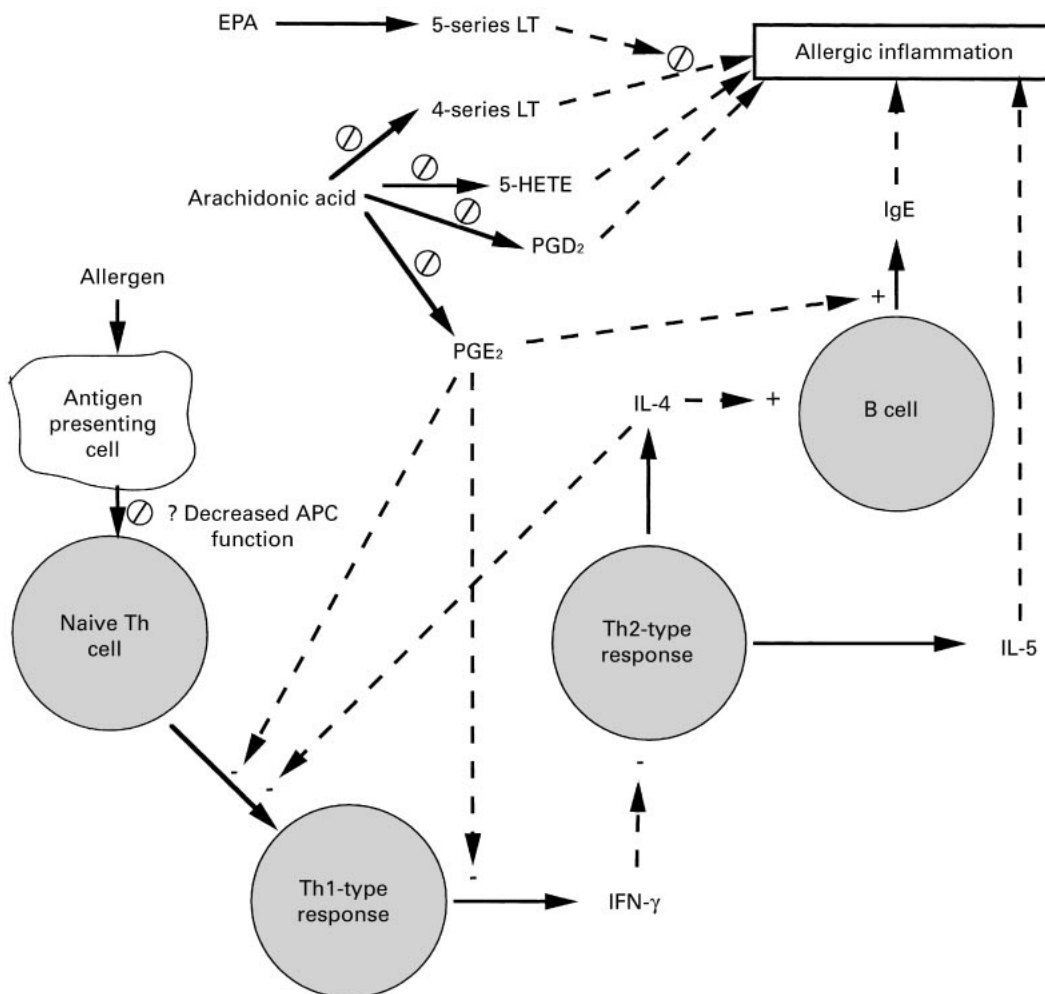 EPA
5-series LT
Allergic inflammation
4-series LT
Arachidonic acid
5-HETE
PGD₂
IgE
Allergen
+
PGE₂
Antigen
presenting
cell
IL-4
+
B cell
? Decreased APC
function
Naive Th
cell
Th2-type
response
IL-5
-
-
-
-
Th1-type
response
IFN-γ